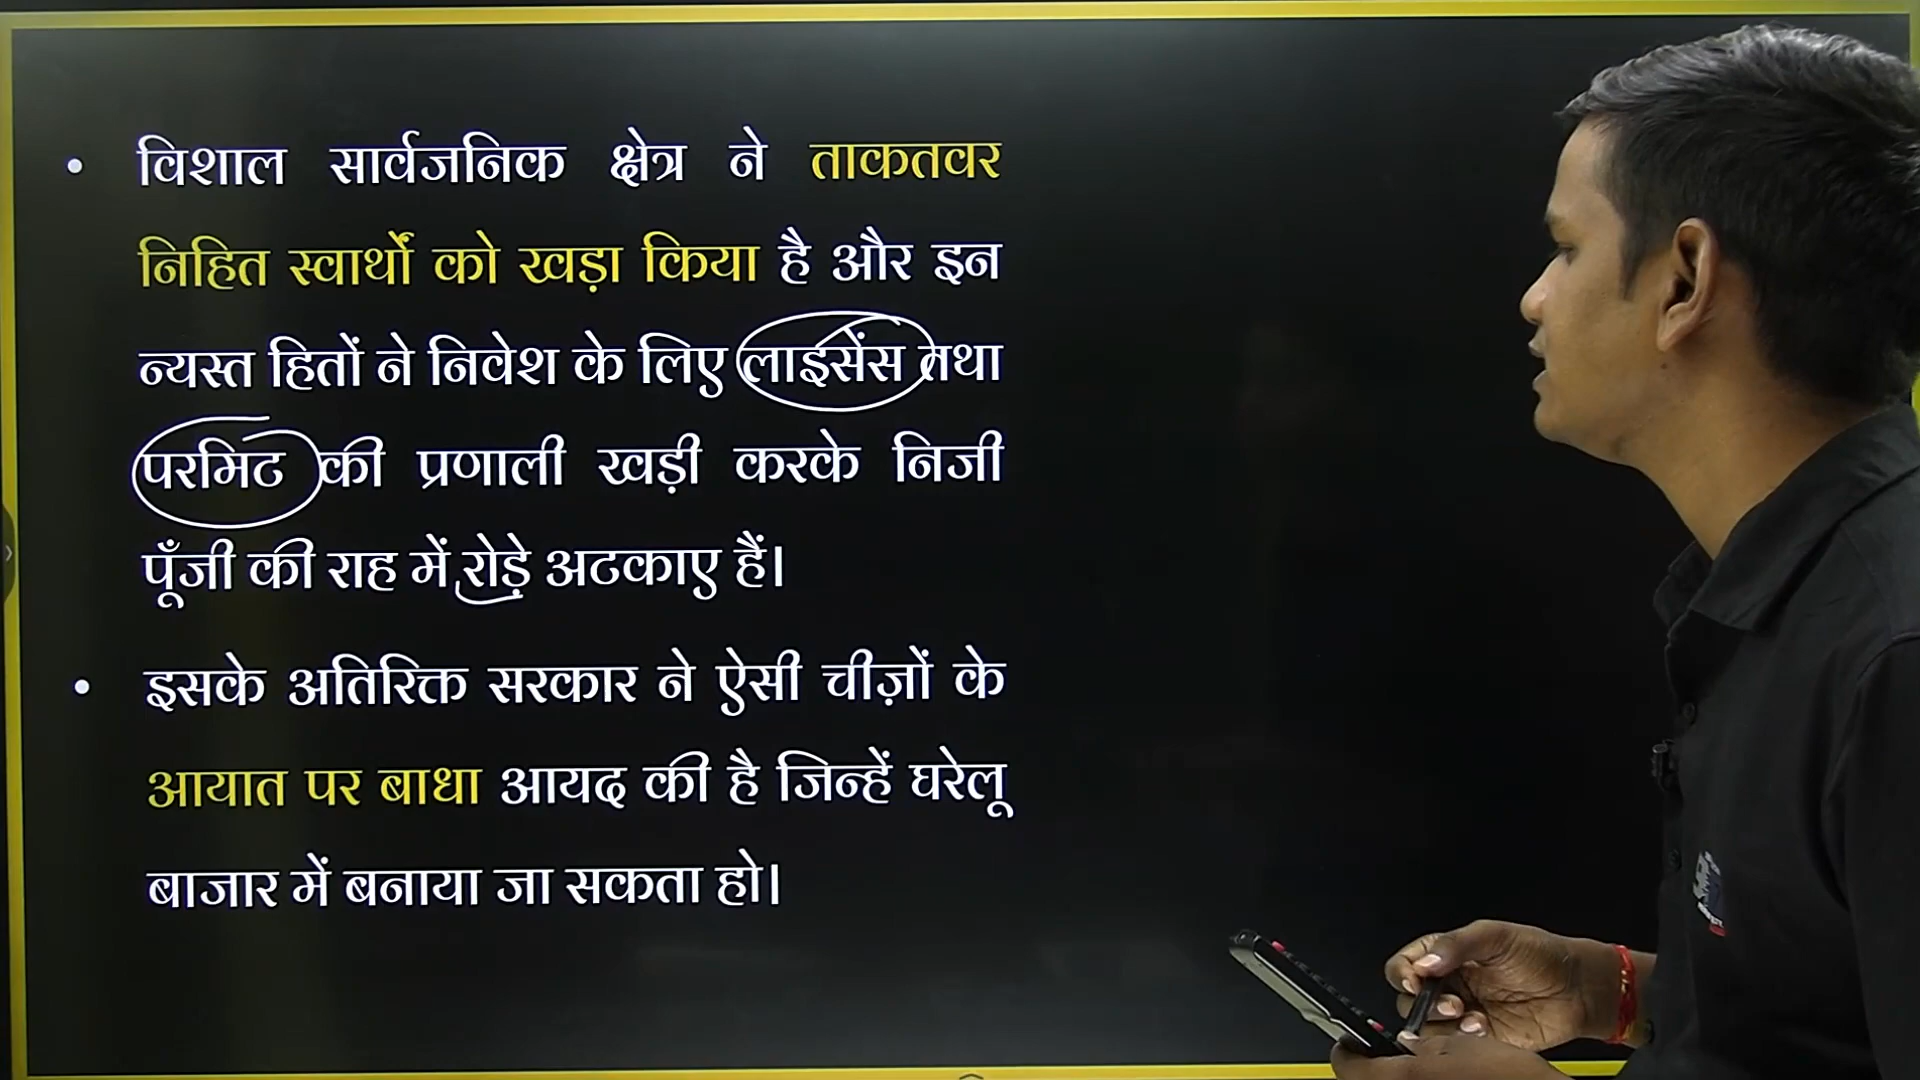 • विशाल सार्वजनिक क्षेत्र ने ताकतवर
निहित स्वार्थों को खड़ा किया है और इन
न्यस्त हितों ने निवेश के लिए लाइसेंस तथा
परमिट की प्रणाली खड़ी करके निजी
पूँजी की राह में रोड़े अटकाए हैं।
• इसके अतिरिक्त सरकार ने ऐसी चीज़ों के
आयात पर बाधा आयद की है जिन्हें घरेलू
बाजार में बनाया जा सकता हो।